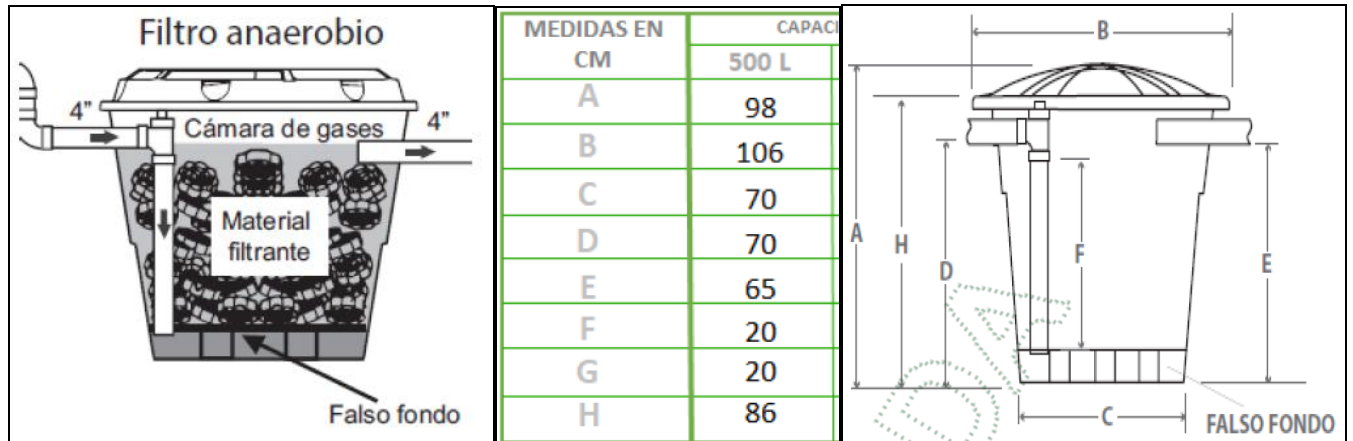 Filtro anaerobio
4"
Cámara de gases
4"
Material
filtrante
Falso fondo
MEDIDAS EN
CM
CAPACI
500 L
A
98
B
106
C
70
D
70
E
65
F
20
G
20
H
86
B
A
H
D
F
E
C
FALSO FONDO